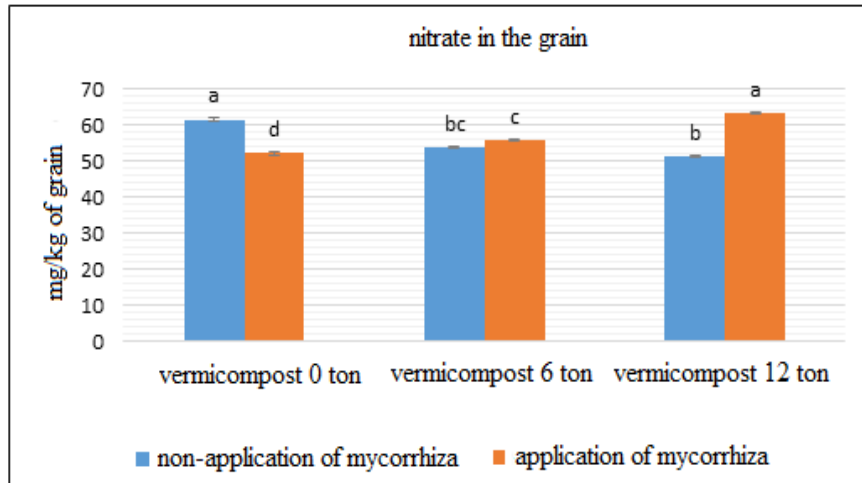 nitrate in the grain
mg/kg of grain
70
60
50
40
30
20
10
0
a
d
bc
c
b
a
vermicompost 0 ton
vermicompost 6 ton
vermicompost 12 ton
non-application of mycorrhiza
application of mycorrhiza